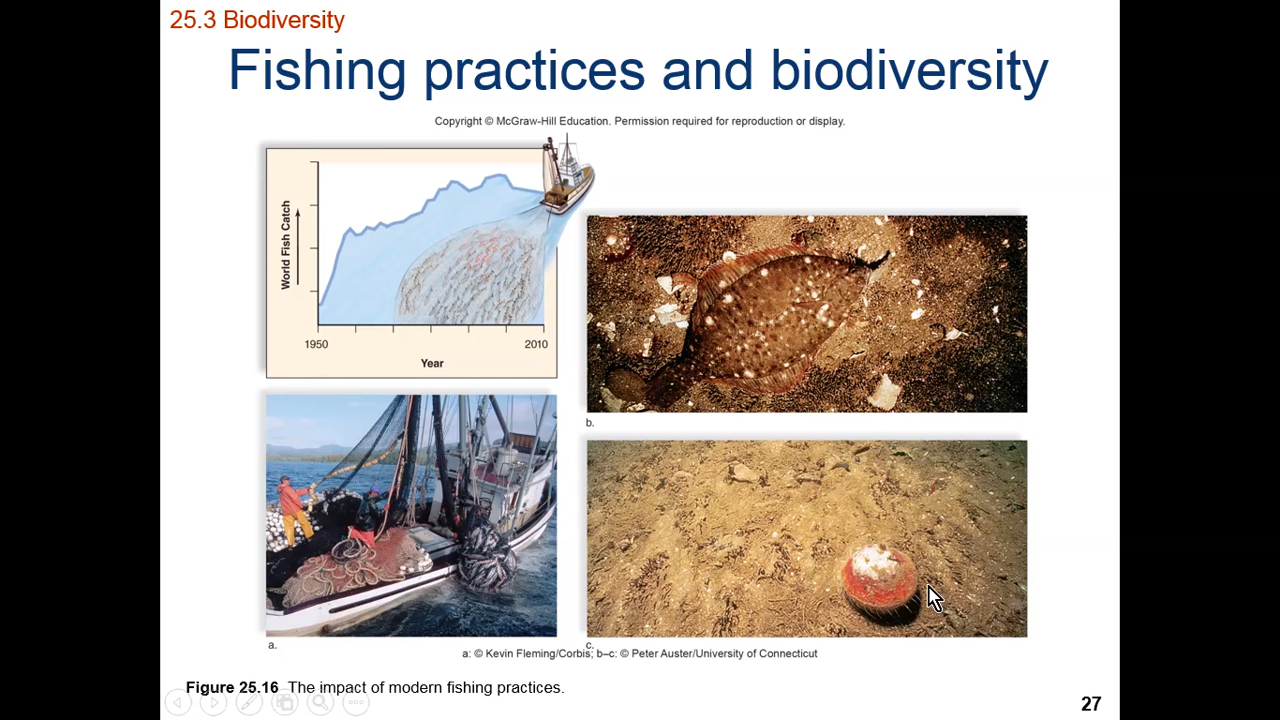 25.3 Biodiversity
Fishing practices and biodiversity
Copyright © McGraw-Hill Education. Permission required for reproduction or display.
World Fish Catch
1950
2010
Year
b.
a.
c.
a: © Kevin Fleming/Corbis; b–c: © Peter Auster/University of Connecticut
Figure 25.16 The impact of modern fishing practices.
27